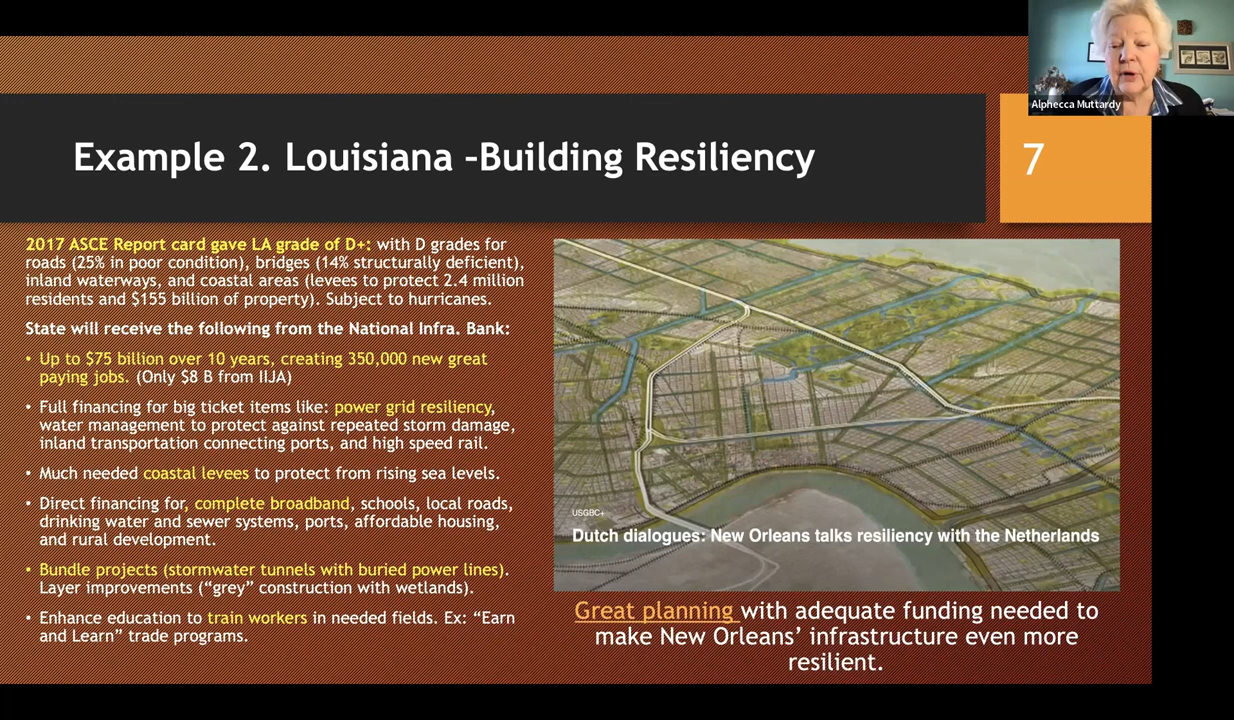 Alphecca Muttardy
Example 2. Louisiana –Building Resiliency
7
2017 ASCE Report card gave LA grade of D+: with D grades for
roads (25% in poor condition), bridges (14% structurally deficient),
inland waterways, and coastal areas (levees to protect 2.4 million
residents and $155 billion of property). Subject to hurricanes.
State will receive the following from the National Infra. Bank:
• Up to $75 billion over 10 years, creating 350,000 new great
paying jobs. (Only $8 B from IIJA)
• Full financing for big ticket items like: power grid resiliency,
water management to protect against repeated storm damage,
inland transportation connecting ports, and high speed rail.
• Much needed coastal levees to protect from rising sea levels.
• Direct financing for, complete broadband, schools, local roads,
drinking water and sewer systems, ports, affordable housing,
and rural development.
• Bundle projects (stormwater tunnels with buried power lines).
Layer improvements (“grey” construction with wetlands).
• Enhance education to train workers in needed fields. Ex: “Earn
and Learn” trade programs.
USGBC+
Dutch dialogues: New Orleans talks resiliency with the Netherlands
Great planning with adequate funding needed to
make New Orleans’ infrastructure even more
resilient.